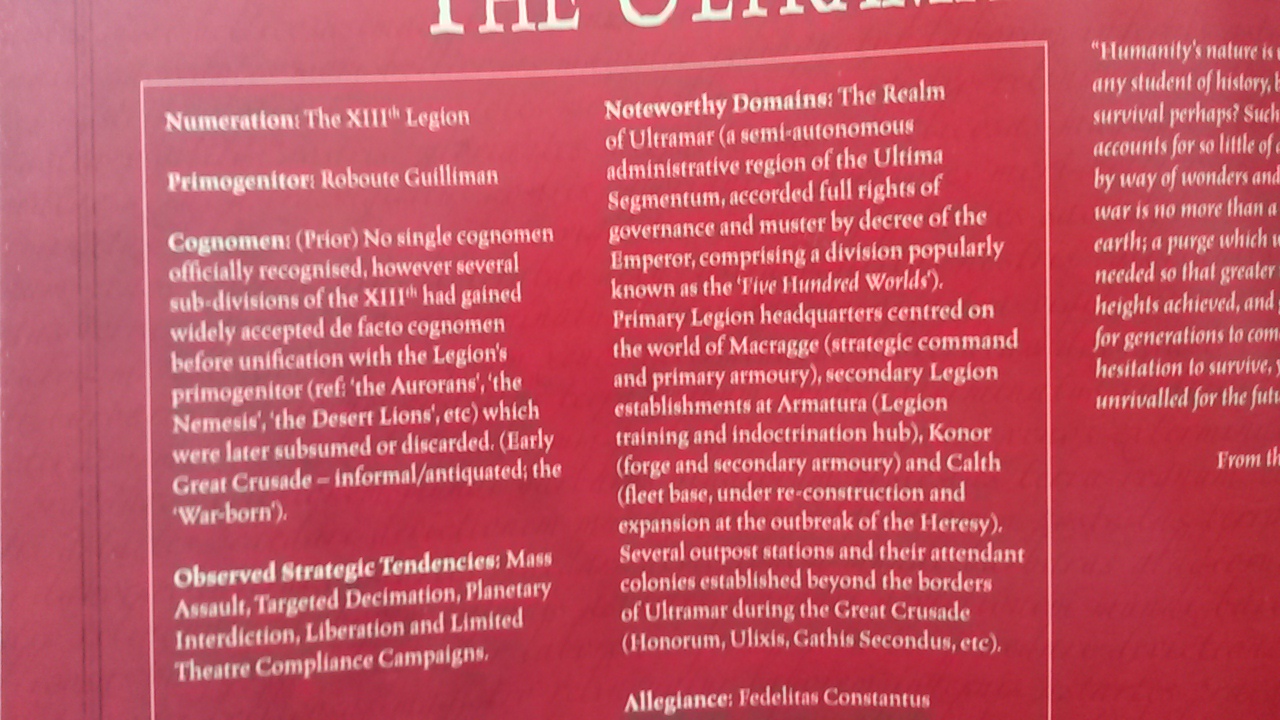 THE ULTRAMA
Numeration: The XIIIth Legion
Primogenitor: Roboute Guilliman
Cognomen: (Prior) No single cognomen
officially recognised, however several
sub-divisions of the XIIIth had gained
widely accepted de facto cognomen
before unification with the Legion's
primogenitor (ref: 'the Aurorans', 'the
Nemesis', 'the Desert Lions', etc) which
were later subsumed or discarded. (Early
Great Crusade – informal/antiquated; the
'War-born').
Observed Strategic Tendencies: Mass
Assault, Targeted Decimation, Planetary
Interdiction, Liberation and Limited
Theatre Compliance Campaigns.
Noteworthy Domains: The Realm
of Ultramar (a semi-autonomous
administrative region of the Ultima
Segmentum, accorded full rights of
governance and muster by decree of the
Emperor, comprising a division popularly
known as the 'Five Hundred Worlds').
Primary Legion headquarters centred on
the world of Macragge (strategic command
and primary armoury), secondary Legion
establishments at Armatura (Legion
training and indoctrination hub), Konor
(forge and secondary armoury) and Calth
(fleet base, under re-construction and
expansion at the outbreak of the Heresy).
Several outpost stations and their attendant
colonies established beyond the borders
of Ultramar during the Great Crusade
(Honorum, Ulixis, Gathis Secondus, etc).
Allegiance: Fedelitas Constantus
"Humanity's nature is
any student of history,
survival perhaps? Such
accounts for so little of
by way of wonders and
war is no more than a
earth; a purge which
needed so that greater
heights achieved, and
for generations to com
hesitation to survive,
unrivalled for the futu
From th